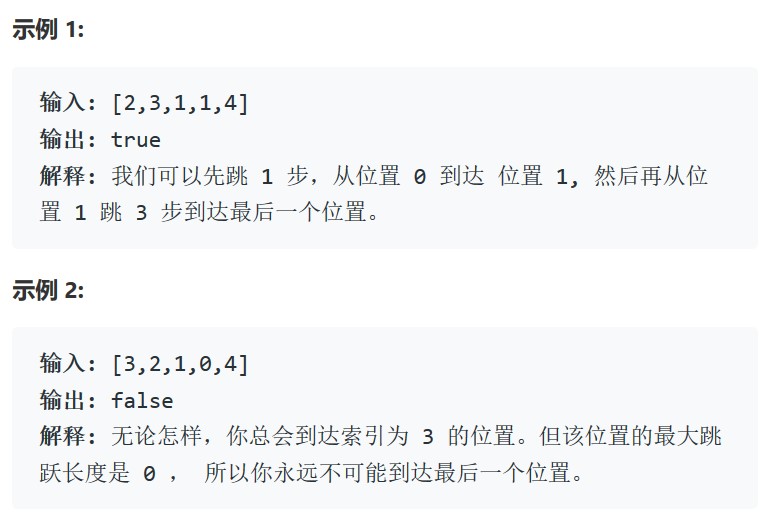 示例 1:
输入: [2,3,1,1,4]
输出: true
解释: 我们可以先跳 1 步，从位置 0 到达 位置 1, 然后再从位
置 1 跳 3 步到达最后一个位置。
示例 2:
输入: [3,2,1,0,4]
输出: false
解释: 无论怎样，你总会到达索引为 3 的位置。但该位置的最大跳
跃长度是 0 ， 所以你永远不可能到达最后一个位置。